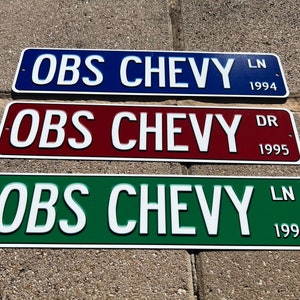 OBS CHEVY LN
1994
OBS CHEVY DR
1995
OBS CHEVY LN
199